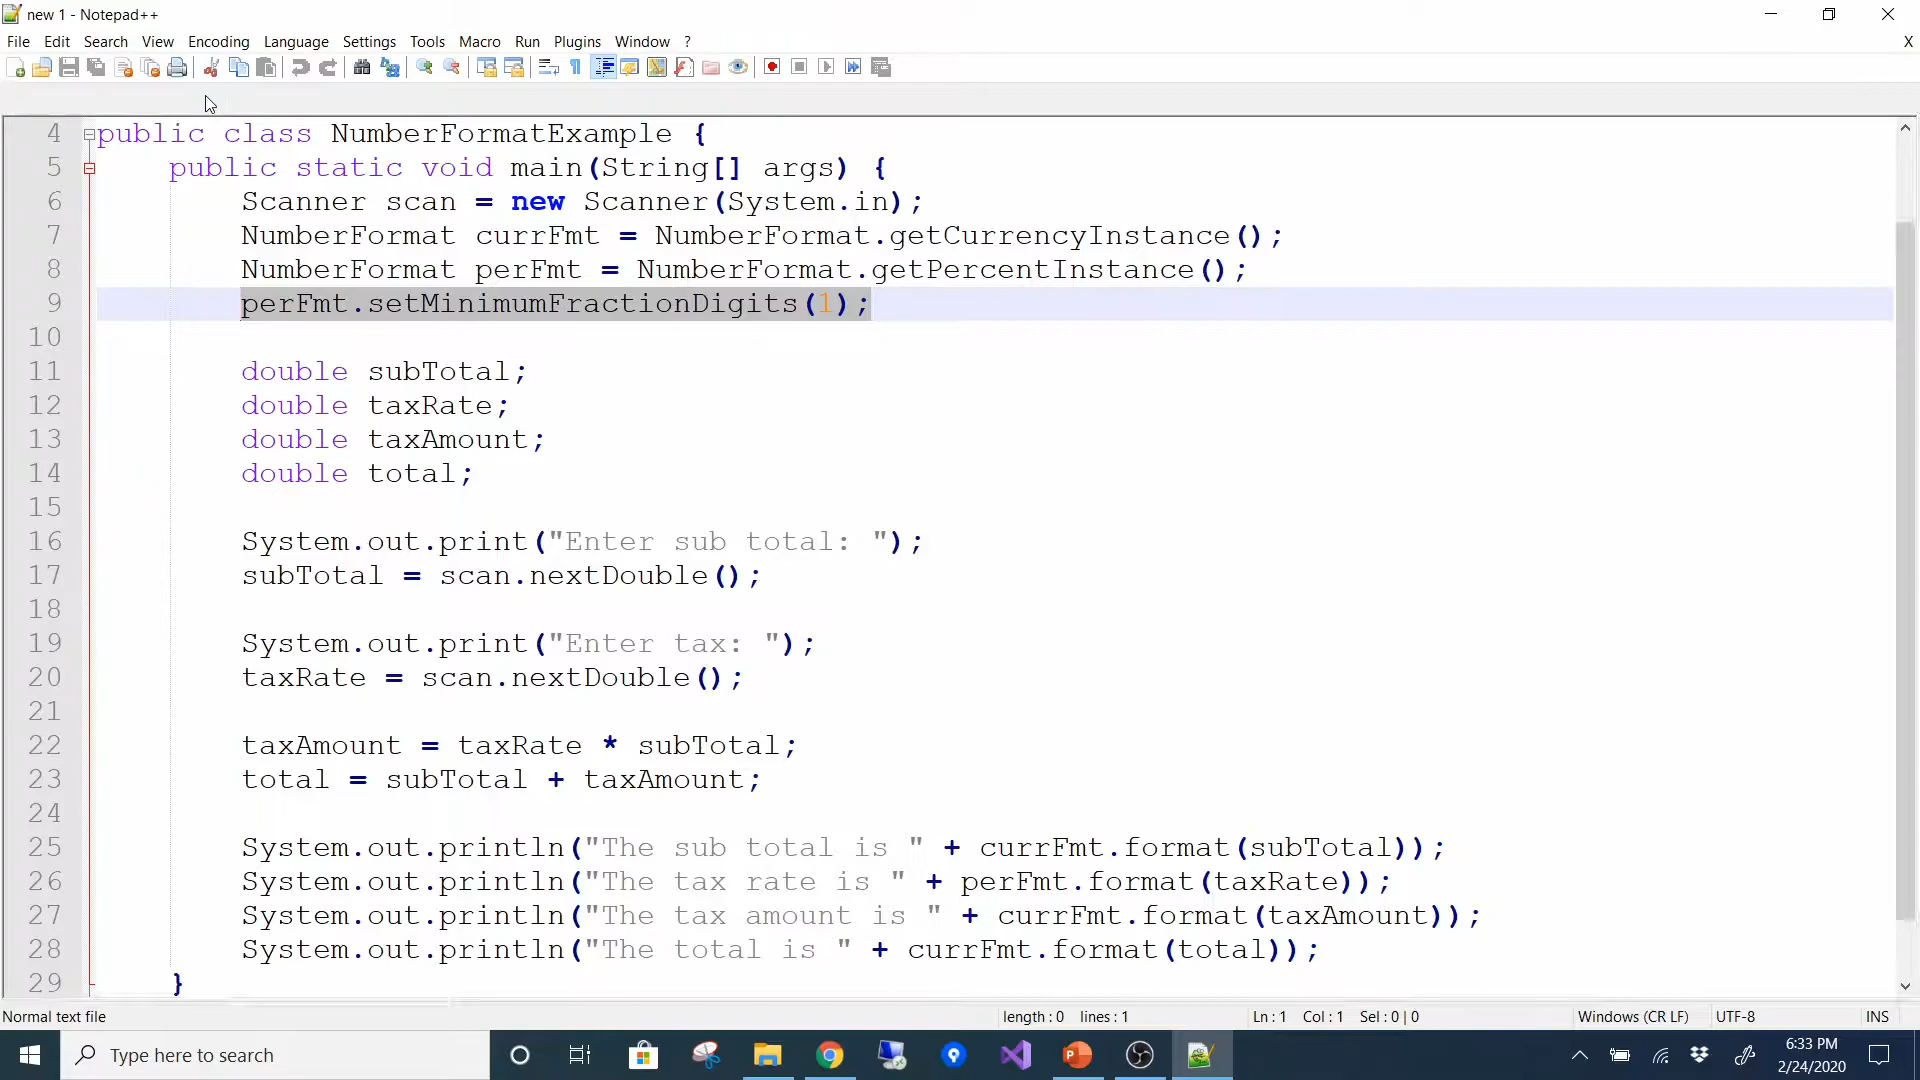 new 1 - Notepad++
File Edit Search View Encoding Language Settings Tools Macro Run Plugins Window ? X
4 public class NumberFormatExample {
5 public static void main(String[] args) {
6 Scanner scan = new Scanner(System.in);
7 NumberFormat currFmt = NumberFormat.getCurrencyInstance();
8 NumberFormat perFmt = NumberFormat.getPercentInstance();
9 perFmt.setMinimumFractionDigits(1);
10
11 double subTotal;
12 double taxRate;
13 double taxAmount;
14 double total;
15
16 System.out.print("Enter sub total: ");
17 subTotal = scan.nextDouble();
18
19 System.out.print("Enter tax: ");
20 taxRate = scan.nextDouble();
21
22 taxAmount = taxRate * subTotal;
23 total = subTotal + taxAmount;
24
25 System.out.println("The sub total is " + currFmt.format(subTotal));
26 System.out.println("The tax rate is " + perFmt.format(taxRate));
27 System.out.println("The tax amount is " + currFmt.format(taxAmount));
28 System.out.println("The total is " + currFmt.format(total));
29 }
Normal text file length : 0 lines : 1 Ln : 1 Col : 1 Sel : 0 | 0 Windows (CR LF) UTF-8 INS
Type here to search
6:33 PM
2/24/2020